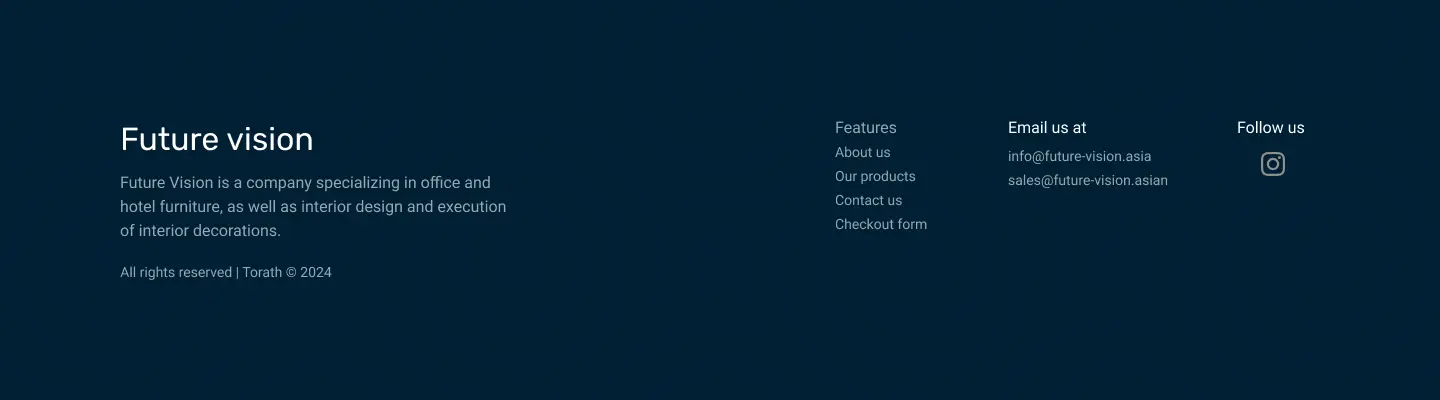 Future vision
Future Vision is a company specializing in office and
hotel furniture, as well as interior design and execution
of interior decorations.
All rights reserved | Torath © 2024
Features
About us
Our products
Contact us
Checkout form
Email us at
info@future-vision.asia
sales@future-vision.asian
Follow us